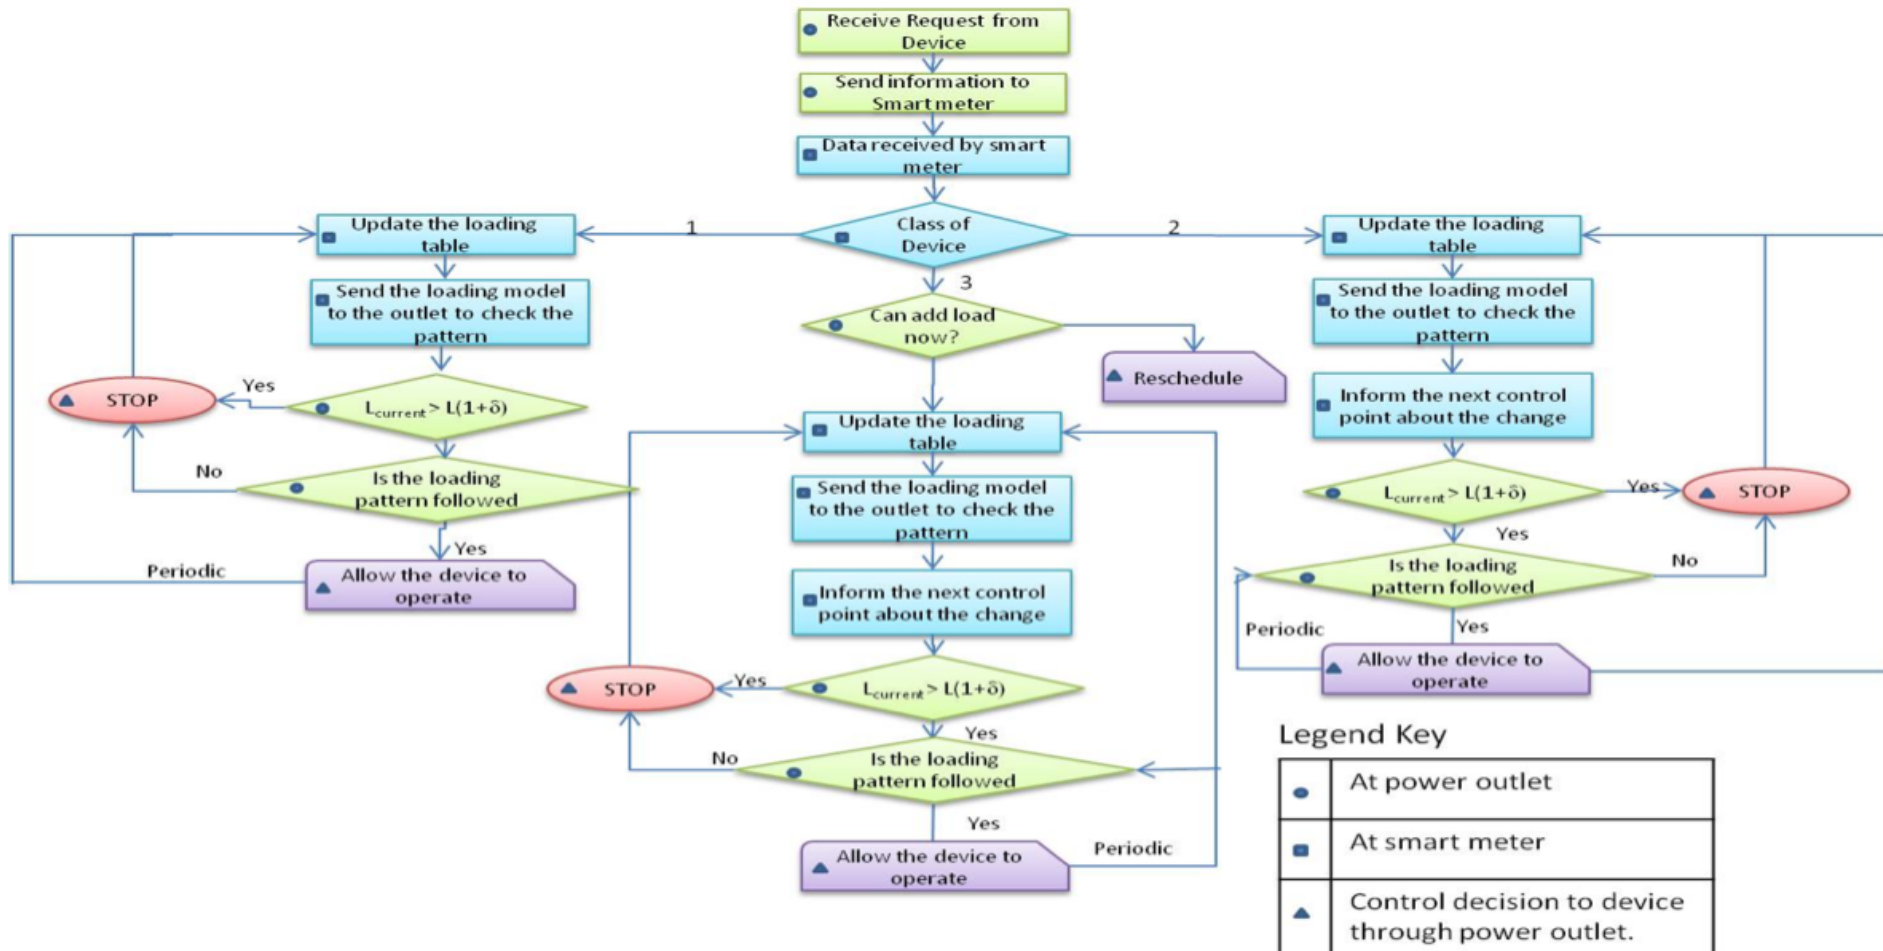 Receive Request from
Device
Send information to
Smart meter
Data received by smart
meter
Class of
Device
1
2
3
Update the loading
table
Send the loading model
to the outlet to check the
pattern
Yes
STOP
Lcurrent > L(1+δ)
No
Is the loading
pattern followed
Yes
Periodic
Allow the device to
operate
Can add load
now?
Reschedule
Update the loading
table
Send the loading model
to the outlet to check the
pattern
Inform the next control
point about the change
Yes
STOP
Lcurrent > L(1+δ)
Yes
No
Is the loading
pattern followed
Yes
Allow the device to
operate
Periodic
Update the loading
table
Send the loading model
to the outlet to check the
pattern
Inform the next control
point about the change
Lcurrent > L(1+δ)
Yes
STOP
Yes
Is the loading
pattern followed
No
Yes
Periodic
Allow the device to
operate
Legend Key
At power outlet
At smart meter
Control decision to device
through power outlet.